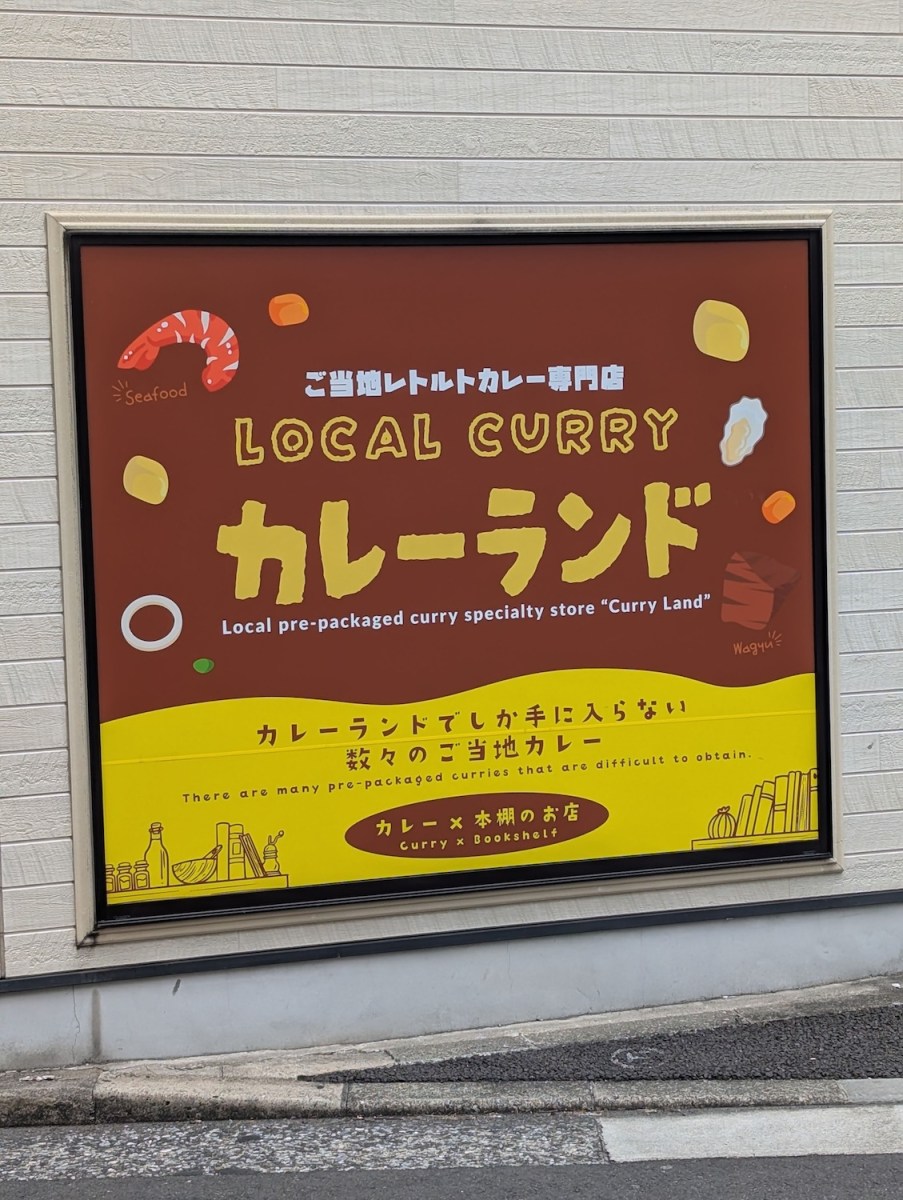 ご当地レトルトカレー専門店
LOCAL CURRY
Seafood
カレーランド
Local pre-packaged curry specialty store “Curry Land”
Wagyu
カレーランドでしか手に入らない
数々のご当地カレー
There are many pre-packaged curries that are difficult to obtain.
カレー×本棚のお店
Curry × Bookshelf